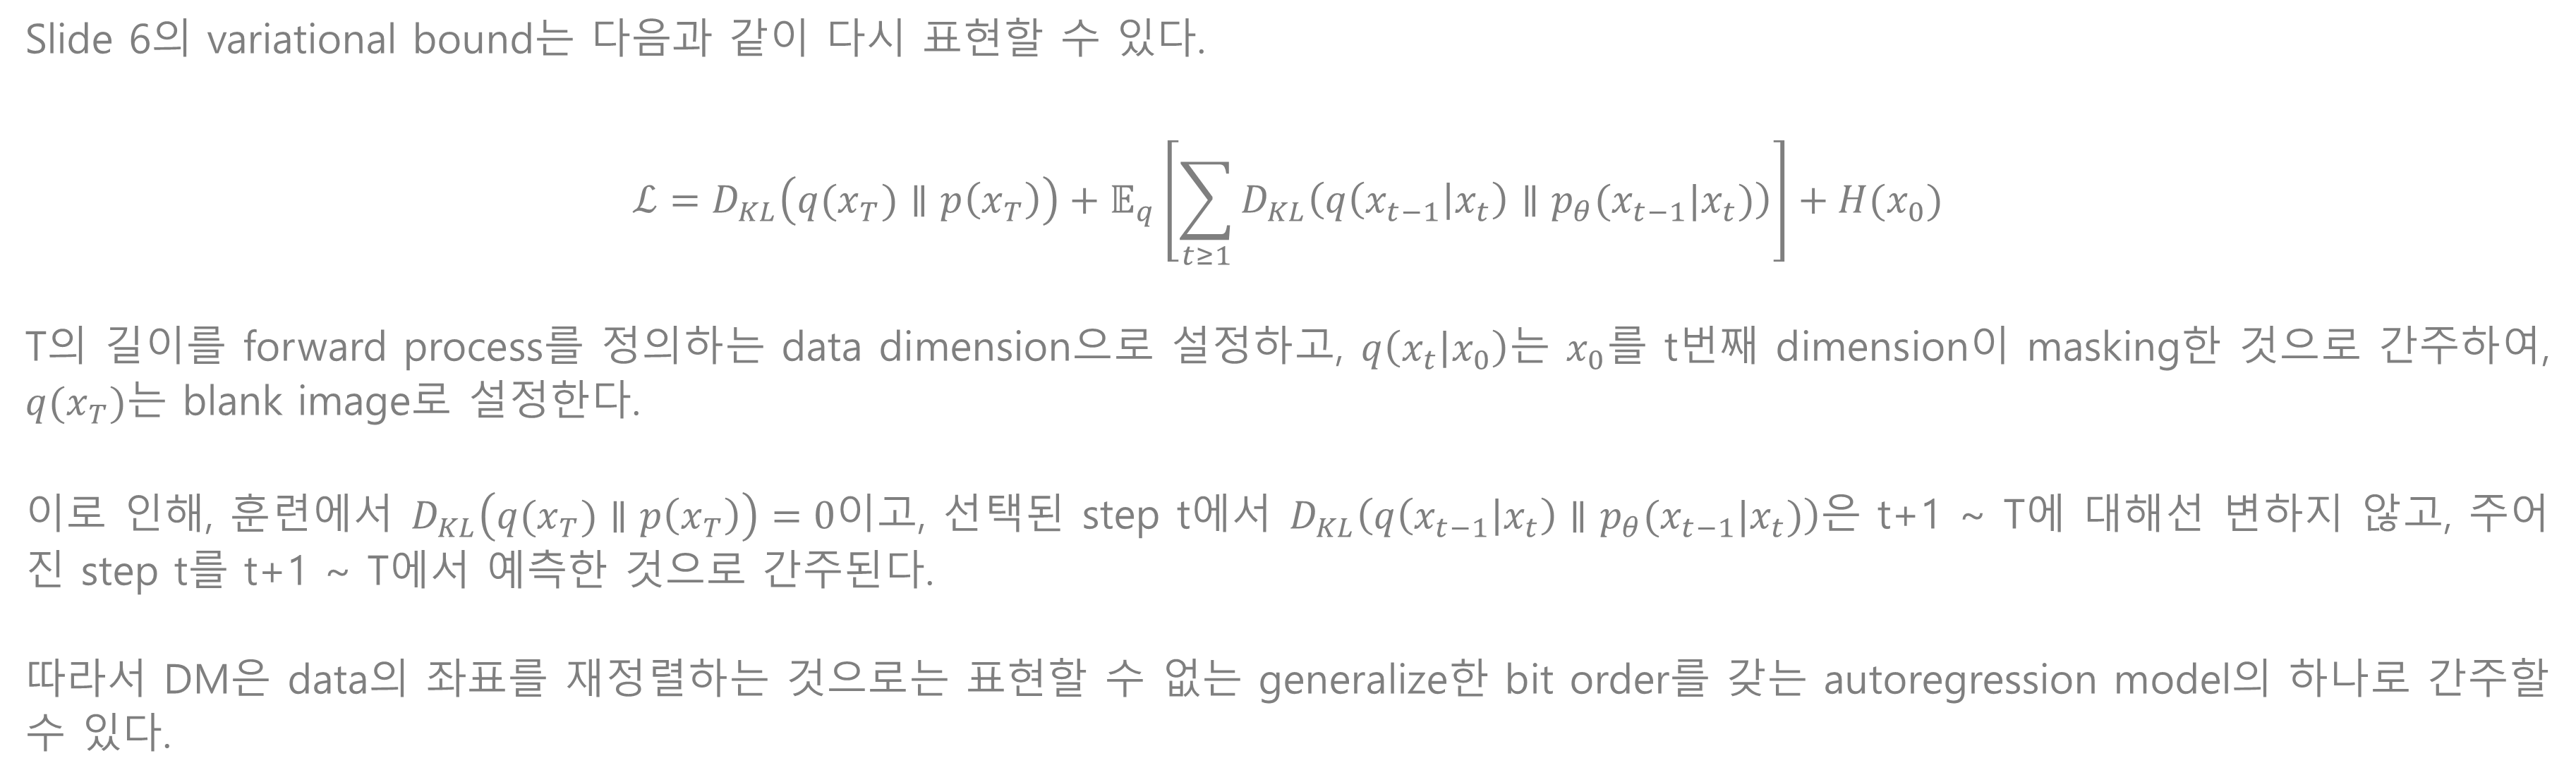 Slide 6의 variational bound는 다음과 같이 다시 표현할 수 있다.
ℒ = D_{KL}(q(x_T) ∥ p(x_T)) + 𝔼_q [∑_{t≥1} D_{KL}(q(x_{t−1}|x_t) ∥ p_θ(x_{t−1}|x_t))] + H(x_0)
T의 길이를 forward process를 정의하는 data dimension으로 설정하고, q(x_t|x_0)는 x_0를 t번째 dimension이 masking한 것으로 간주하여,
q(x_T)는 blank image로 설정한다.
이로 인해, 훈련에서 D_{KL}(q(x_T) ∥ p(x_T)) = 0이고, 선택된 step t에서 D_{KL}(q(x_{t−1}|x_t) ∥ p_θ(x_{t−1}|x_t))은 t+1 ~ T에 대해선 변하지 않고, 주어
진 step t를 t+1 ~ T에서 예측한 것으로 간주된다.
따라서 DM은 data의 좌표를 재정렬하는 것으로는 표현할 수 없는 generalize한 bit order를 갖는 autoregression model의 하나로 간주할
수 있다.